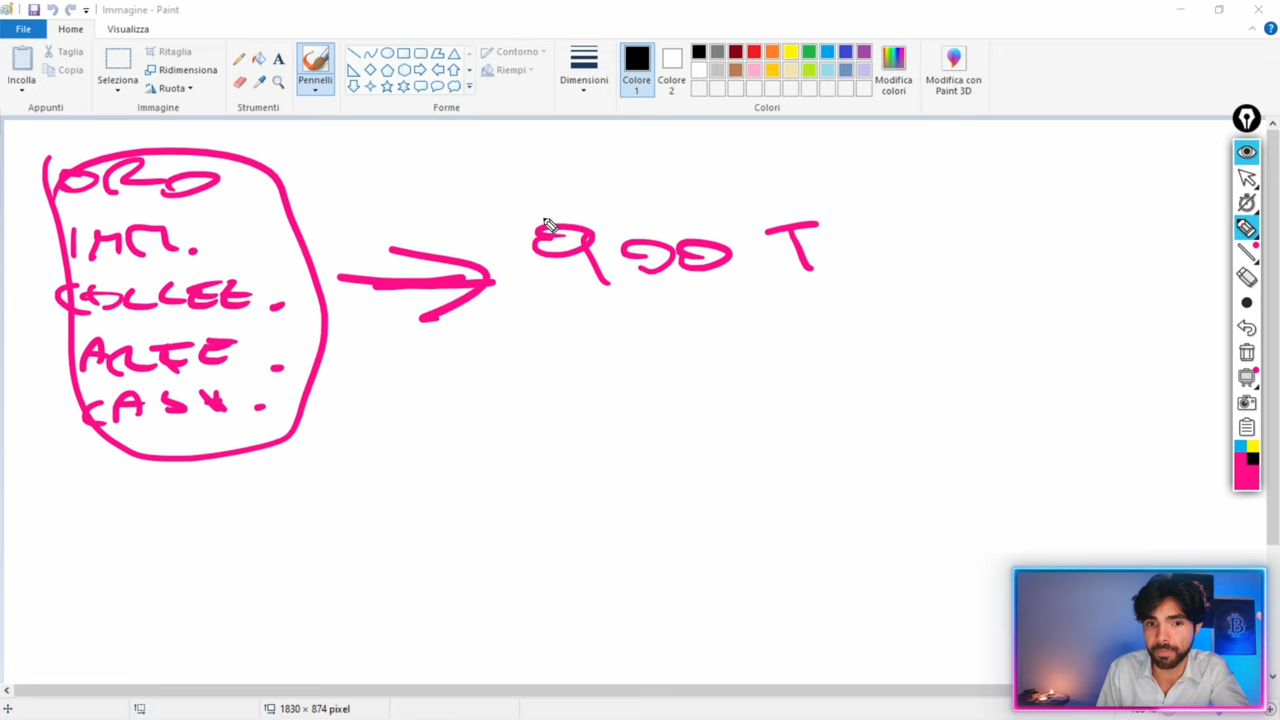 Immagine - Paint
File
Home
Visualizza
Incolla
Taglia
Copia
Appunti
Seleziona
Ritaglia
Ridimensiona
Ruota
Immagine
Strumenti
Pennelli
Forme
Contorno
Riempi
Dimensioni
Colore 1
Colore 2
Modifica colori
Colori
Modifica con Paint 3D
ORO
IMM.
COLLEZ.
ARTE.
CASH.
900 T
1830 × 874 pixel